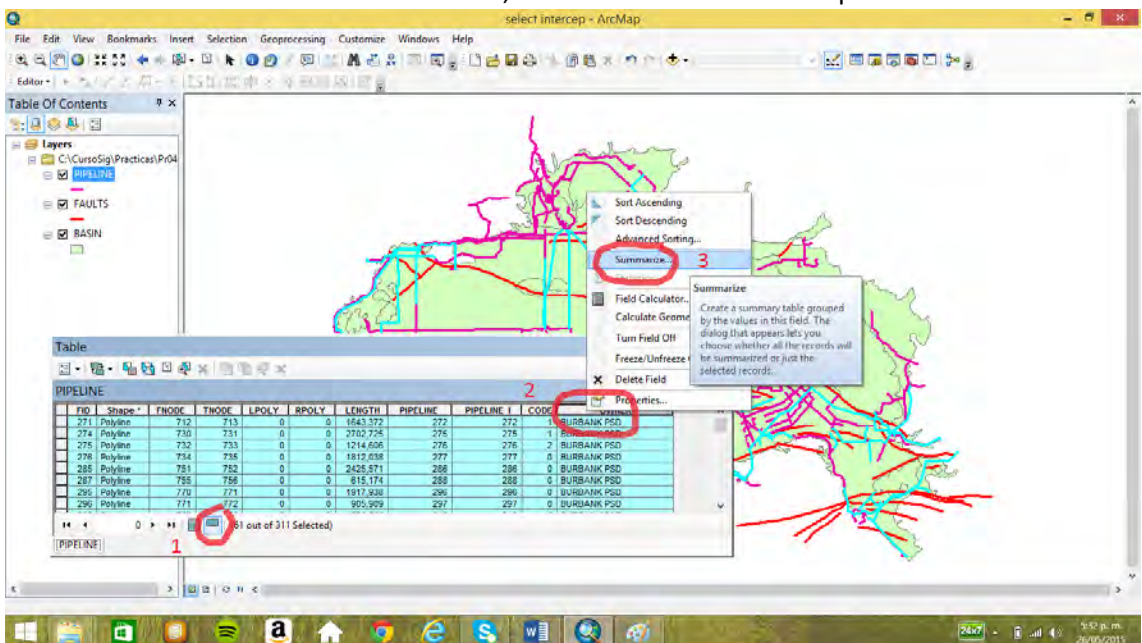 select intercep - ArcMap
File Edit View Bookmarks Insert Selection Geoprocessing Customize Windows Help
Editor
Table Of Contents
Layers
C:\CursoSig\Practicas\Pr04
PIPELINE
FAULTS
BASIN
Sort Ascending
Sort Descending
Advanced Sorting...
Summarize... 3
Field Calculator...
Calculate Geome
Turn Field Off
Freeze/Unfreeze
Delete Field
Properties...
Summarize
Create a summary table grouped
by the values in this field. The
dialog that appears lets you
choose whether all the records will
be summarized or just the
selected records.
Table
PIPELINE
2
FID Shape * FNODE TNODE LPOLY RPOLY LENGTH PIPELINE PIPELINE I CODE OWNER
271 Polyline 712 713 0 0 1643,372 272 272 1 BURBANK PSD
274 Polyline 730 731 0 0 2702,725 275 275 1 BURBANK PSD
275 Polyline 732 733 0 0 1214,606 276 276 2 BURBANK PSD
276 Polyline 734 735 0 0 1812,038 277 277 0 BURBANK PSD
285 Polyline 751 752 0 0 2425,571 286 286 0 BURBANK PSD
287 Polyline 755 756 0 0 615,174 288 288 0 BURBANK PSD
295 Polyline 770 771 0 0 1917,938 296 296 0 BURBANK PSD
296 Polyline 771 772 0 0 905,909 297 297 0 BURBANK PSD
0 61 out of 311 Selected)
[PIPELINE] 1
24x7
5:52 p. m.
26/05/2015